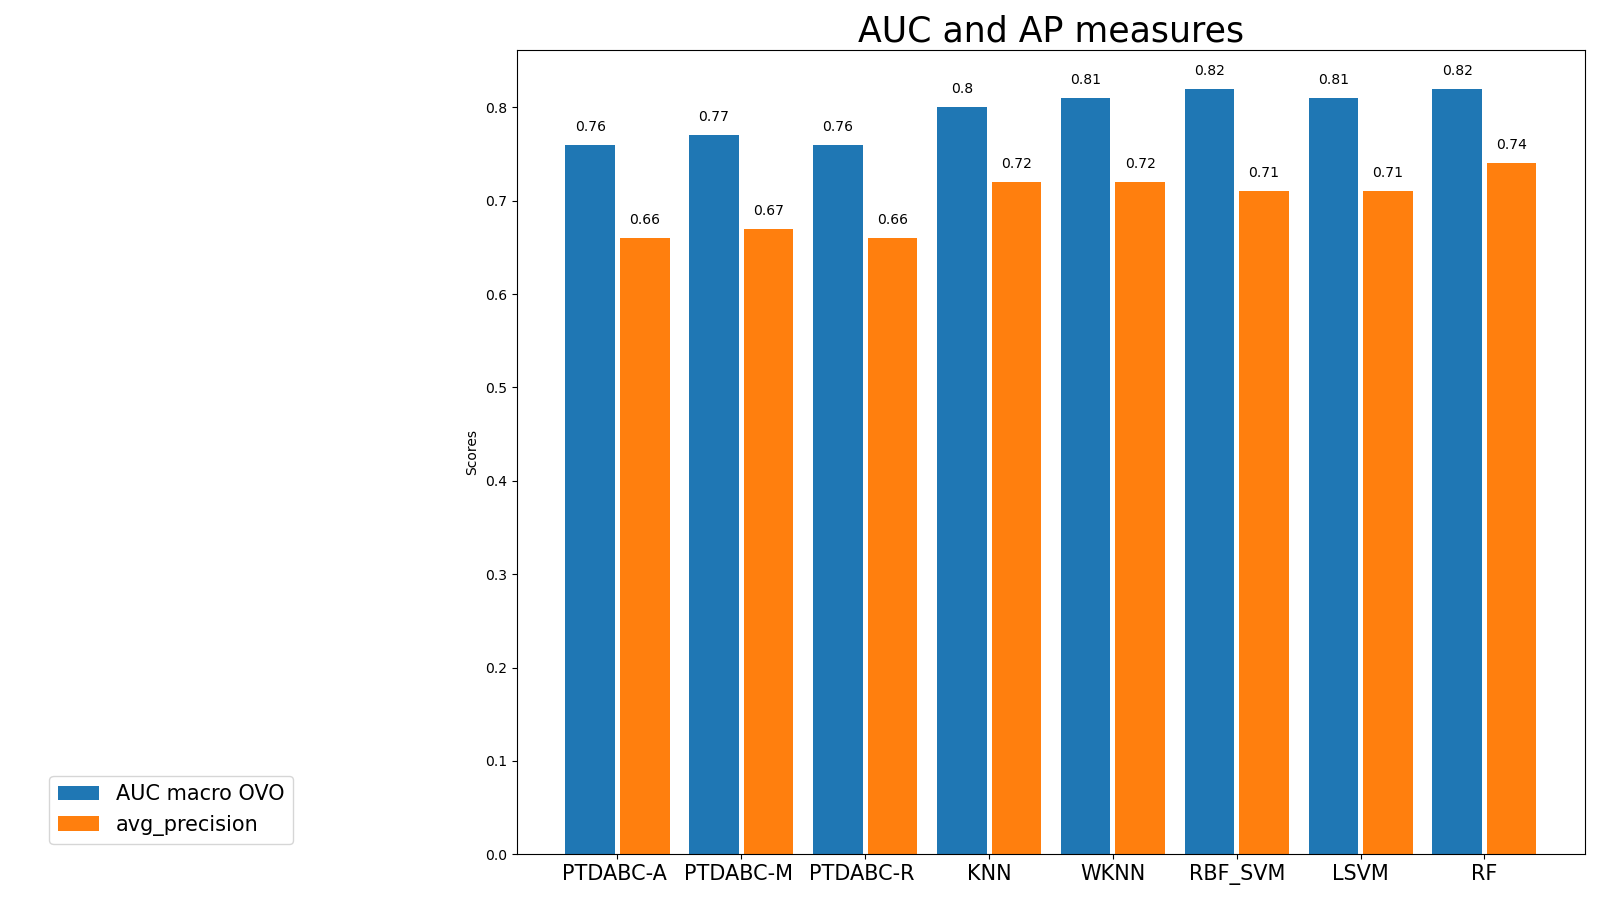 AUC and AP measures
0.76 0.66 0.77 0.67 0.76 0.66 0.8 0.72 0.81 0.72 0.82 0.71 0.81 0.71 0.82 0.74
0.8
0.7
0.6
0.5
0.4
0.3
0.2
0.1
0.0
Scores
PTDABC-A PTDABC-M PTDABC-R KNN WKNN RBF_SVM LSVM RF
AUC macro OVO
avg_precision